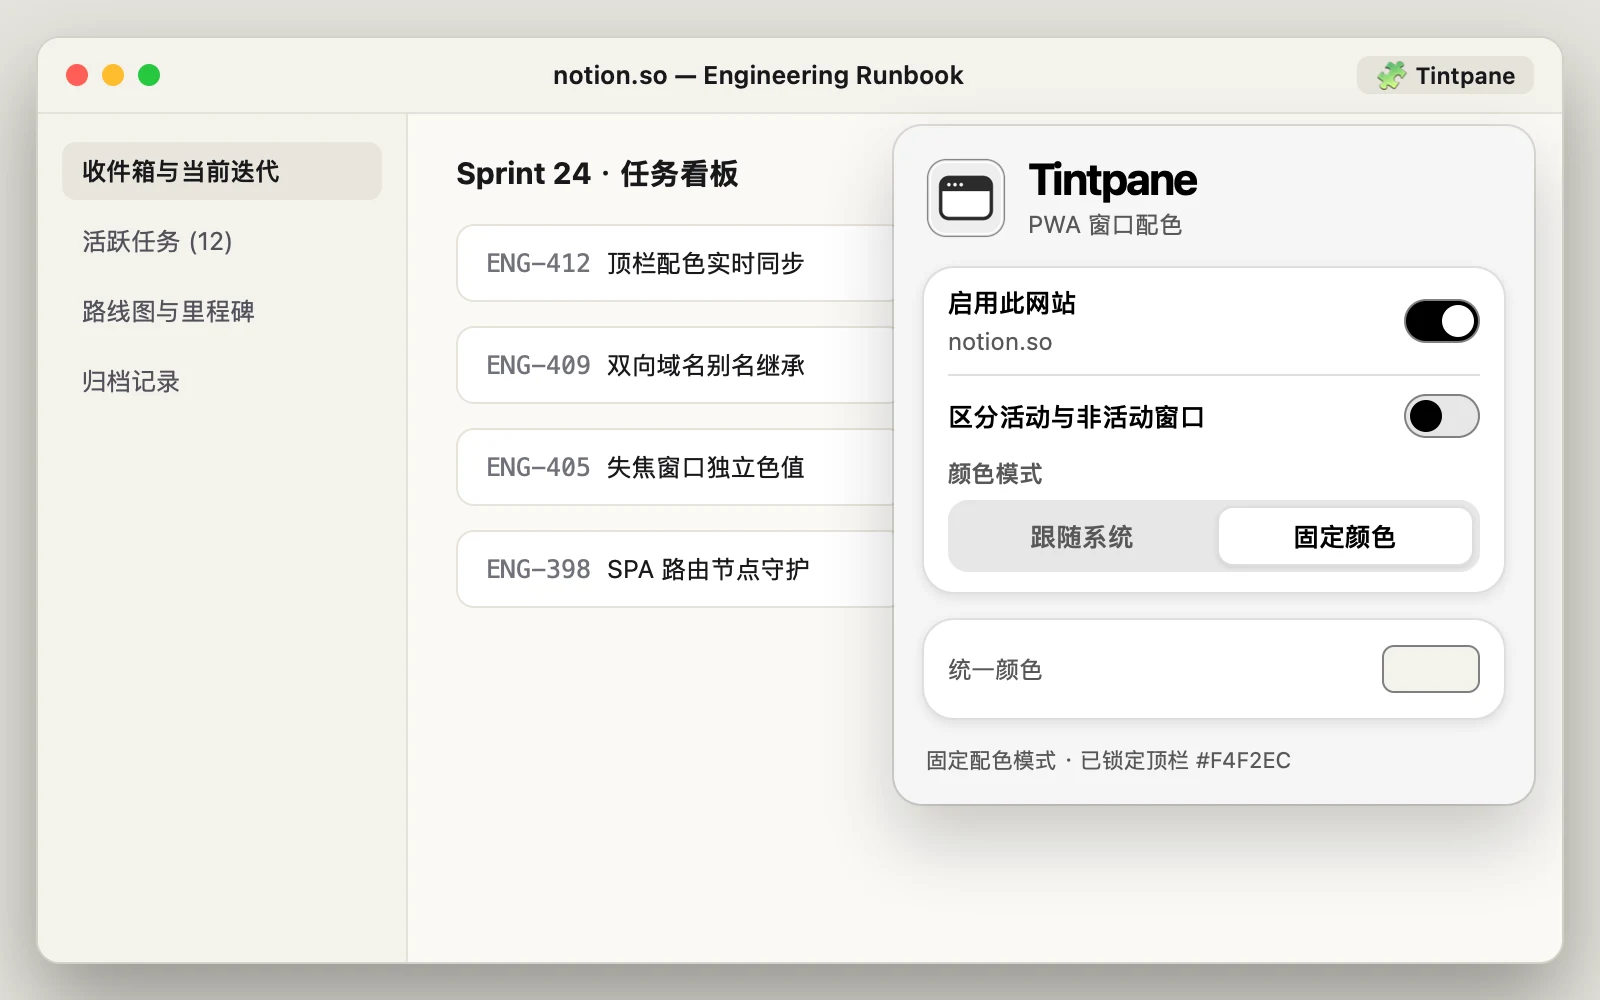 notion.so — Engineering Runbook
Tintpane
收件箱与当前迭代
活跃任务 (12)
路线图与里程碑
归档记录
Sprint 24 · 任务看板
ENG-412 顶栏配色实时同步
ENG-409 双向域名别名继承
ENG-405 失焦窗口独立色值
ENG-398 SPA 路由节点守护
Tintpane
PWA 窗口配色
启用此网站
notion.so
区分活动与非活动窗口
颜色模式
跟随系统
固定颜色
统一颜色
固定配色模式 · 已锁定顶栏 #F4F2EC